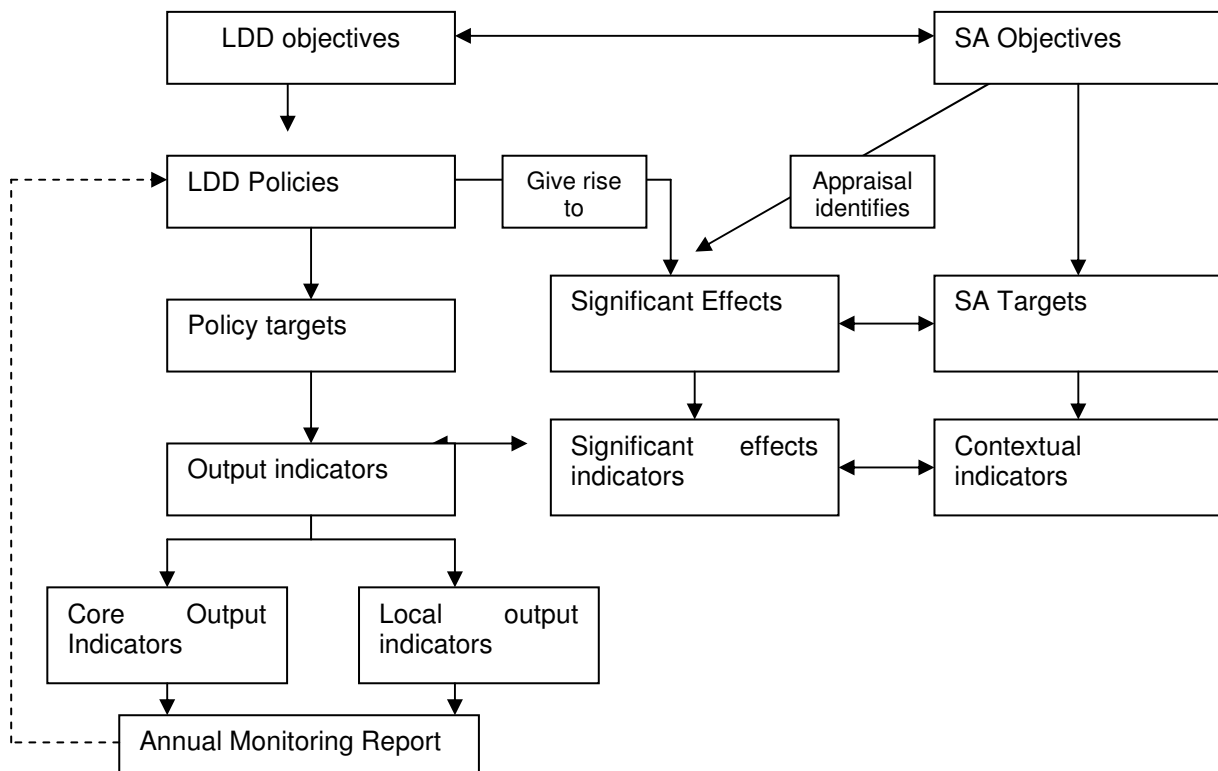 LDD objectives
SA Objectives
LDD Policies
Give rise
to
Appraisal
identifies
Policy targets
Significant Effects
SA Targets
Output indicators
Significant effects
indicators
Contextual
indicators
Core Output
Indicators
Local output
indicators
Annual Monitoring Report